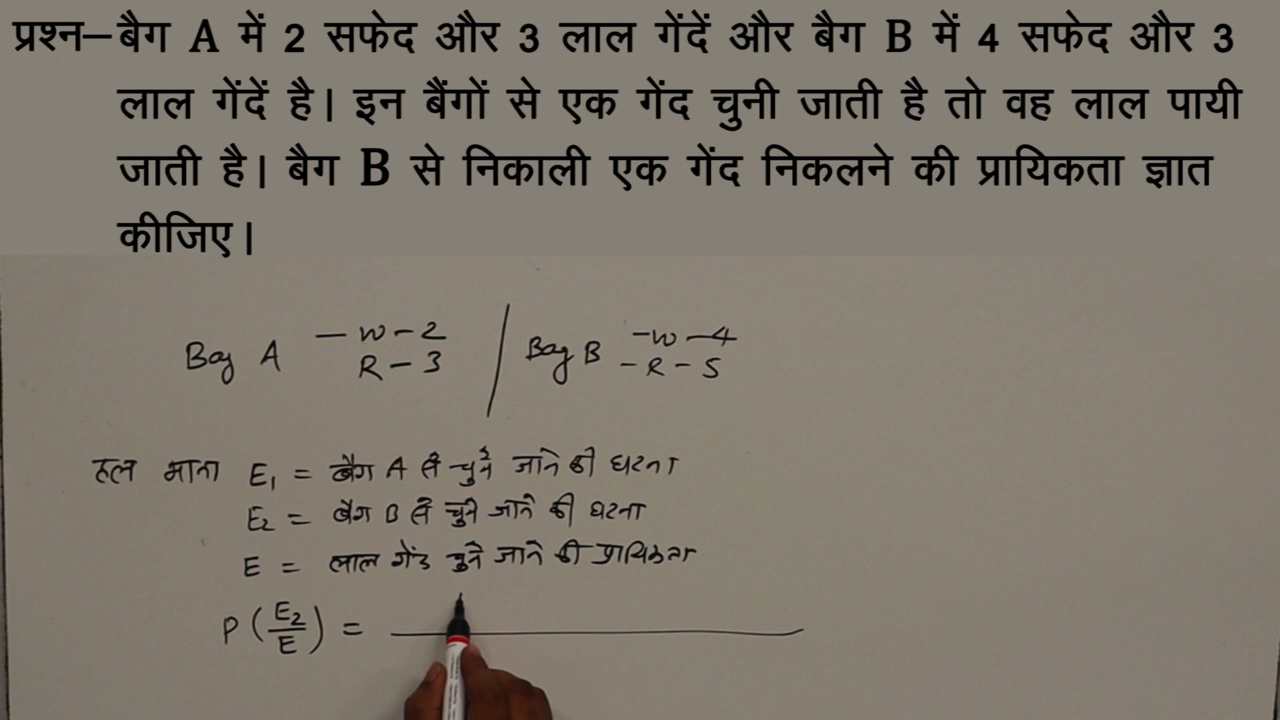 प्रश्न–बैग A में 2 सफेद और 3 लाल गेंदें और बैग B में 4 सफेद और 3
लाल गेंदें है। इन बैंगों से एक गेंद चुनी जाती है तो वह लाल पायी
जाती है। बैग B से निकाली एक गेंद निकलने की प्रायिकता ज्ञात
कीजिए।
Bag A – W – 2 Bag B – W – 4
R – 3 – R – 5
हल माना E₁ = बैग A से चुने जाने की घटना
E₂ = बैग B से चुने जाने की घटना
E = लाल गेंद चुने जाने की प्रायिकता
P(E₂/E) =